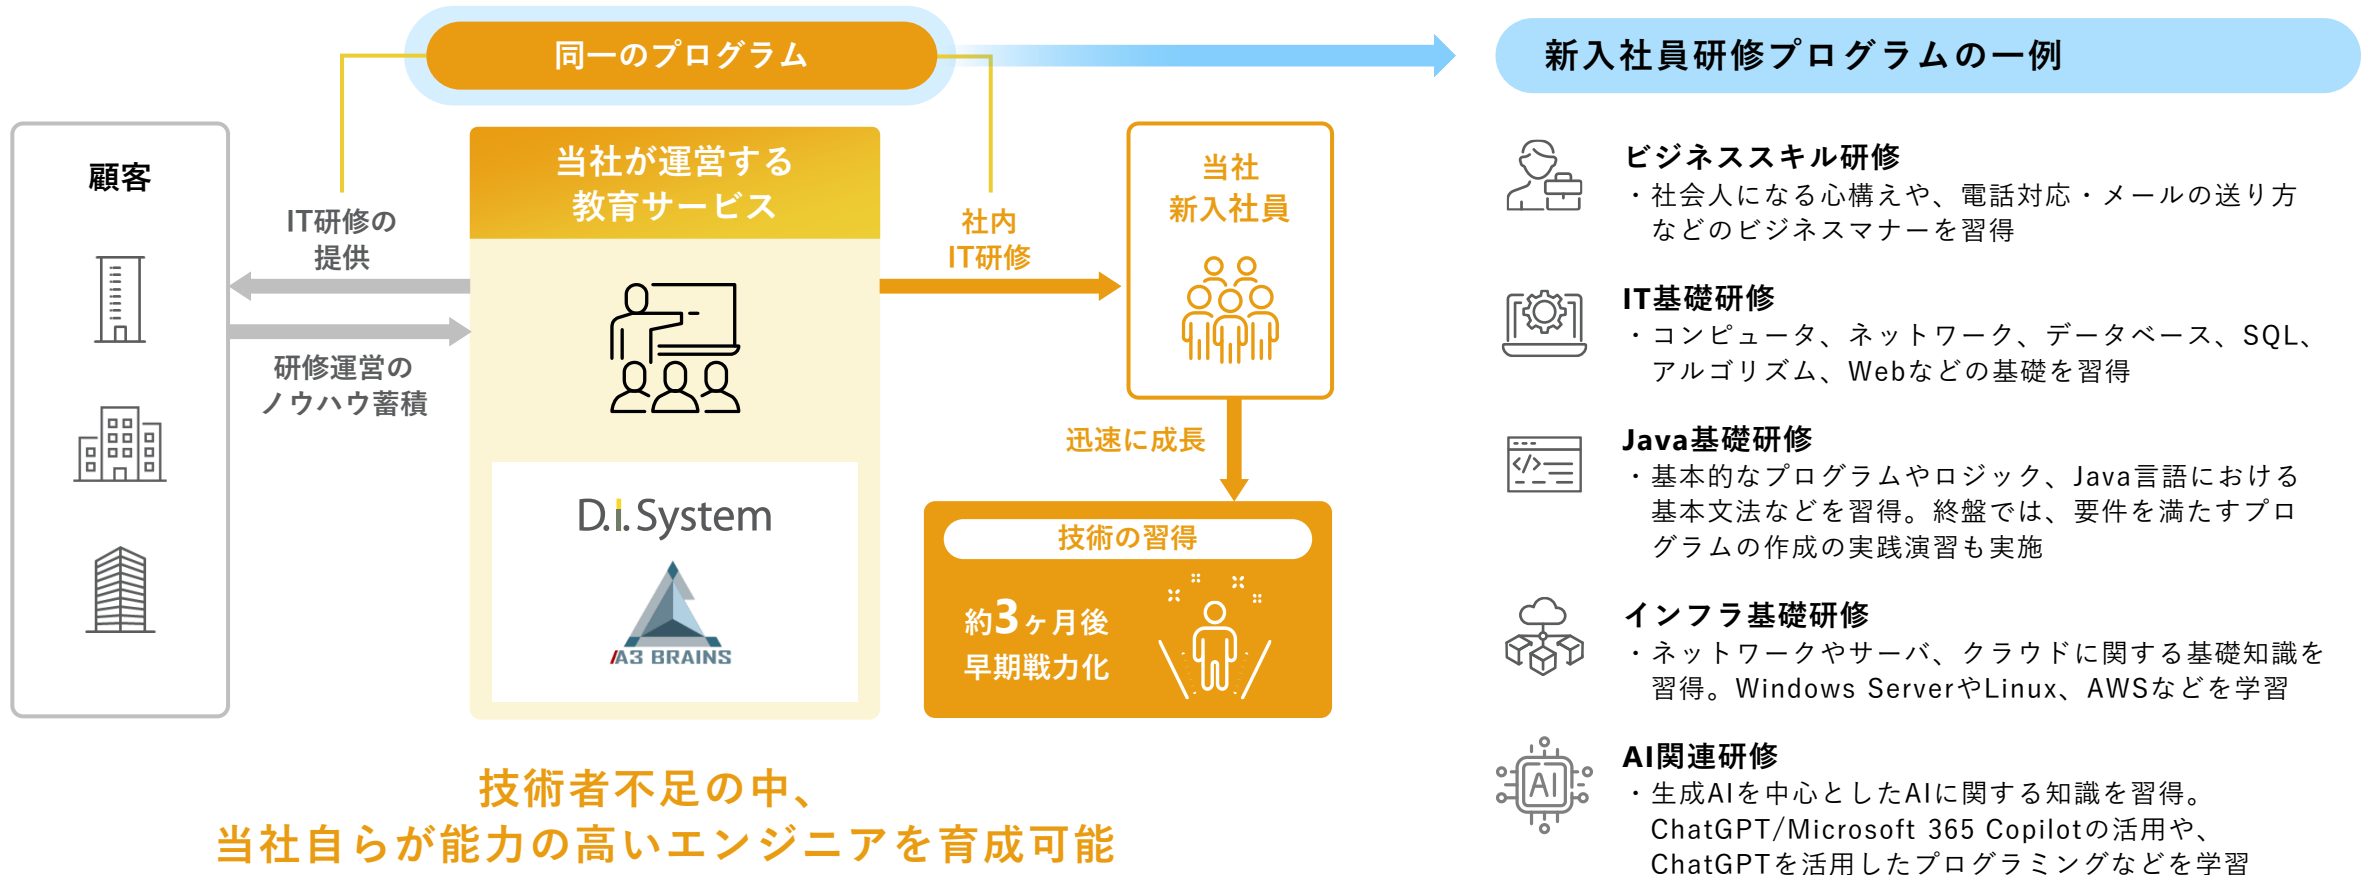 同一のプログラム
顧客
IT研修の
提供
研修運営の
ノウハウ蓄積
当社が運営する
教育サービス
D.I.System
A3 BRAINS
社内
IT研修
当社
新入社員
迅速に成長
技術の習得
約3ヶ月後
早期戦力化
技術者不足の中、
当社自らが能力の高いエンジニアを育成可能
新入社員研修プログラムの一例
ビジネススキル研修
・社会人になる心構えや、電話対応・メールの送り方
などのビジネスマナーを習得
IT基礎研修
・コンピュータ、ネットワーク、データベース、SQL、
アルゴリズム、Webなどの基礎を習得
Java基礎研修
・基本的なプログラムやロジック、Java言語における
基本文法などを習得。終盤では、要件を満たすプロ
グラムの作成の実践演習も実施
インフラ基礎研修
・ネットワークやサーバ、クラウドに関する基礎知識を
習得。Windows ServerやLinux、AWSなどを学習
AI
AI関連研修
・生成AIを中心としたAIに関する知識を習得。
ChatGPT/Microsoft 365 Copilotの活用や、
ChatGPTを活用したプログラミングなどを学習